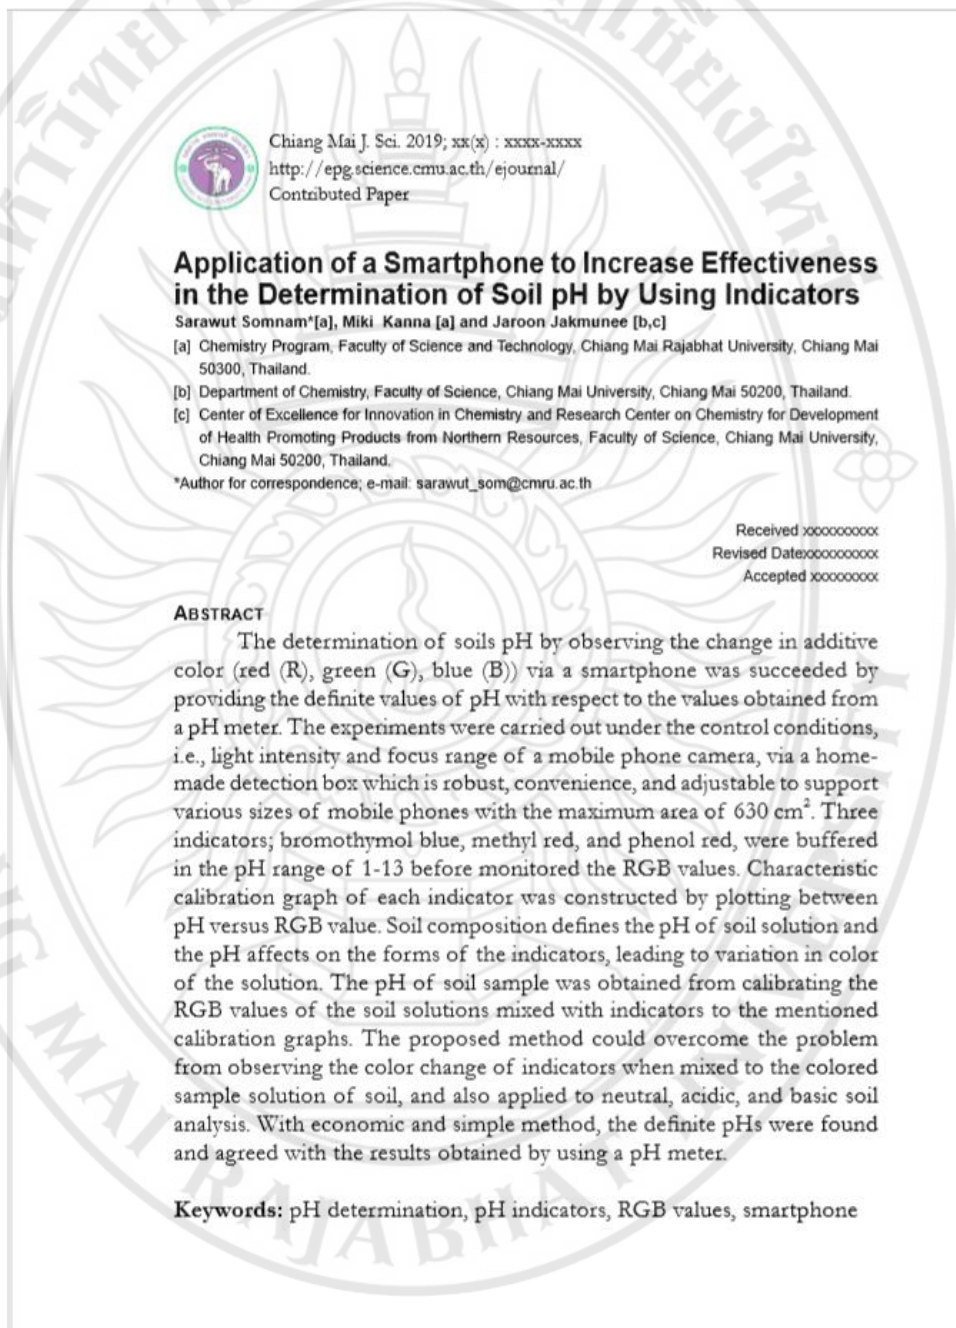 Chiang Mai J. Sci. 2019; xx(x) : xxxx-xxxx
http://epg.science.cmu.ac.th/ejournal/
Contributed Paper
Application of a Smartphone to Increase Effectiveness
in the Determination of Soil pH by Using Indicators
Sarawut Somnam*[a], Miki Kanna [a] and Jaroon Jakmunee [b,c]
[a] Chemistry Program, Faculty of Science and Technology, Chiang Mai Rajabhat University, Chiang Mai
50300, Thailand.
[b] Department of Chemistry, Faculty of Science, Chiang Mai University, Chiang Mai 50200, Thailand.
[c] Center of Excellence for Innovation in Chemistry and Research Center on Chemistry for Development
of Health Promoting Products from Northern Resources, Faculty of Science, Chiang Mai University,
Chiang Mai 50200, Thailand.
*Author for correspondence; e-mail: sarawut_som@cmru.ac.th
Received xxxxxxxxxx
Revised Datexxxxxxxxxx
Accepted xxxxxxxxx
ABSTRACT
The determination of soils pH by observing the change in additive
color (red (R), green (G), blue (B)) via a smartphone was succeeded by
providing the definite values of pH with respect to the values obtained from
a pH meter. The experiments were carried out under the control conditions,
i.e., light intensity and focus range of a mobile phone camera, via a home-
made detection box which is robust, convenience, and adjustable to support
various sizes of mobile phones with the maximum area of 630 cm². Three
indicators; bromothymol blue, methyl red, and phenol red, were buffered
in the pH range of 1-13 before monitored the RGB values. Characteristic
calibration graph of each indicator was constructed by plotting between
pH versus RGB value. Soil composition defines the pH of soil solution and
the pH affects on the forms of the indicators, leading to variation in color
of the solution. The pH of soil sample was obtained from calibrating the
RGB values of the soil solutions mixed with indicators to the mentioned
calibration graphs. The proposed method could overcome the problem
from observing the color change of indicators when mixed to the colored
sample solution of soil, and also applied to neutral, acidic, and basic soil
analysis. With economic and simple method, the definite pHs were found
and agreed with the results obtained by using a pH meter.
Keywords: pH determination, pH indicators, RGB values, smartphone
MAI RAJABHAT UNIVERSITY